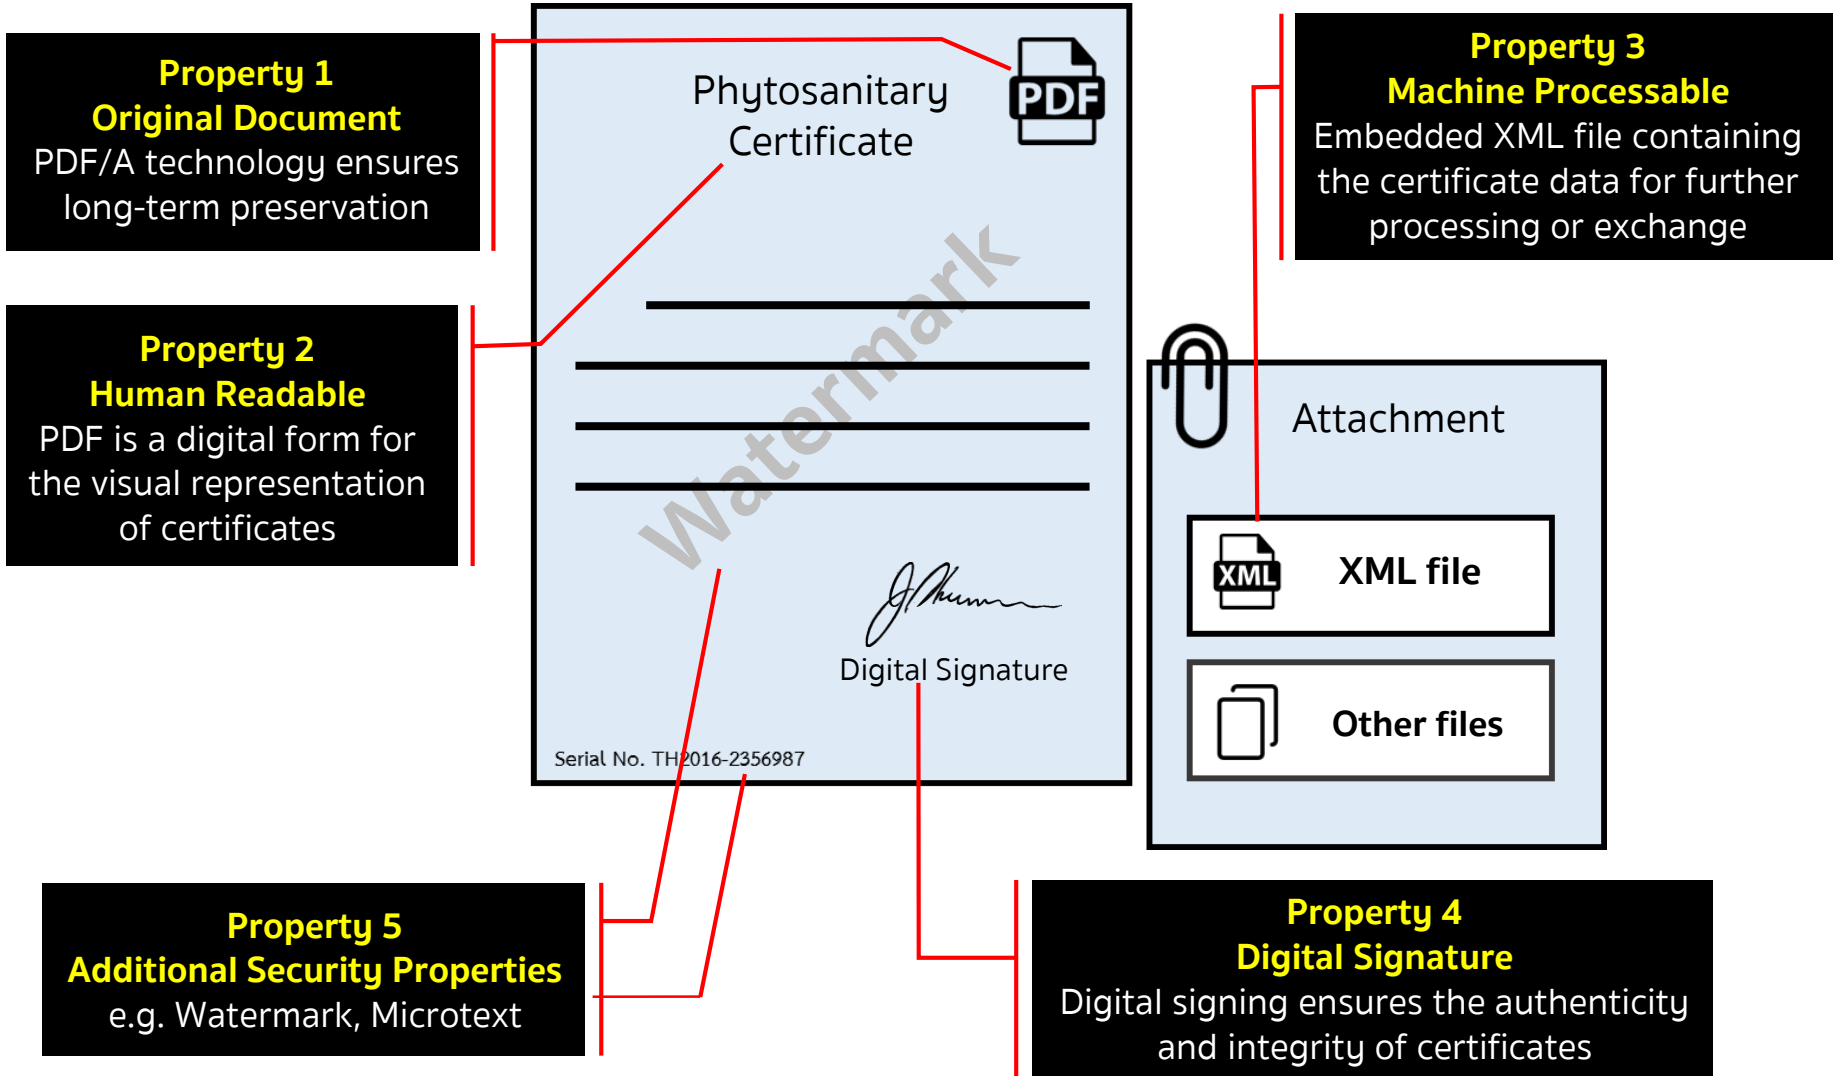 Property 1
Original Document
PDF/A technology ensures
long-term preservation
Property 2
Human Readable
PDF is a digital form for
the visual representation
of certificates
Phytosanitary
Certificate
PDF
Watermark
Digital Signature
Serial No. TH2016-2356987
Property 3
Machine Processable
Embedded XML file containing
the certificate data for further
processing or exchange
Attachment
XML
XML file
Other files
Property 5
Additional Security Properties
e.g. Watermark, Microtext
Property 4
Digital Signature
Digital signing ensures the authenticity
and integrity of certificates